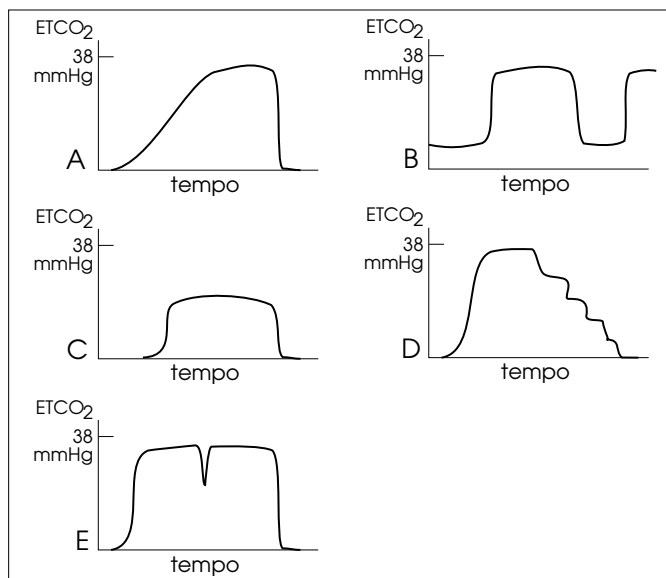 ETCO2
38
mmHg
A
tempo
ETCO2
38
mmHg
B
tempo
ETCO2
38
mmHg
C
tempo
ETCO2
38
mmHg
D
tempo
ETCO2
38
mmHg
E
tempo